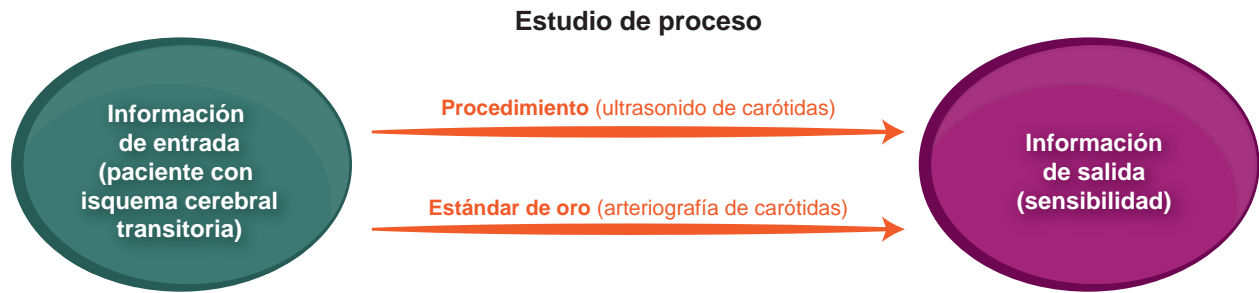 Estudio de proceso
Información
de entrada
(paciente con
isquema cerebral
transitoria)
Procedimiento (ultrasonido de carótidas)
Estándar de oro (arteriografía de carótidas)
Información
de salida
(sensibilidad)